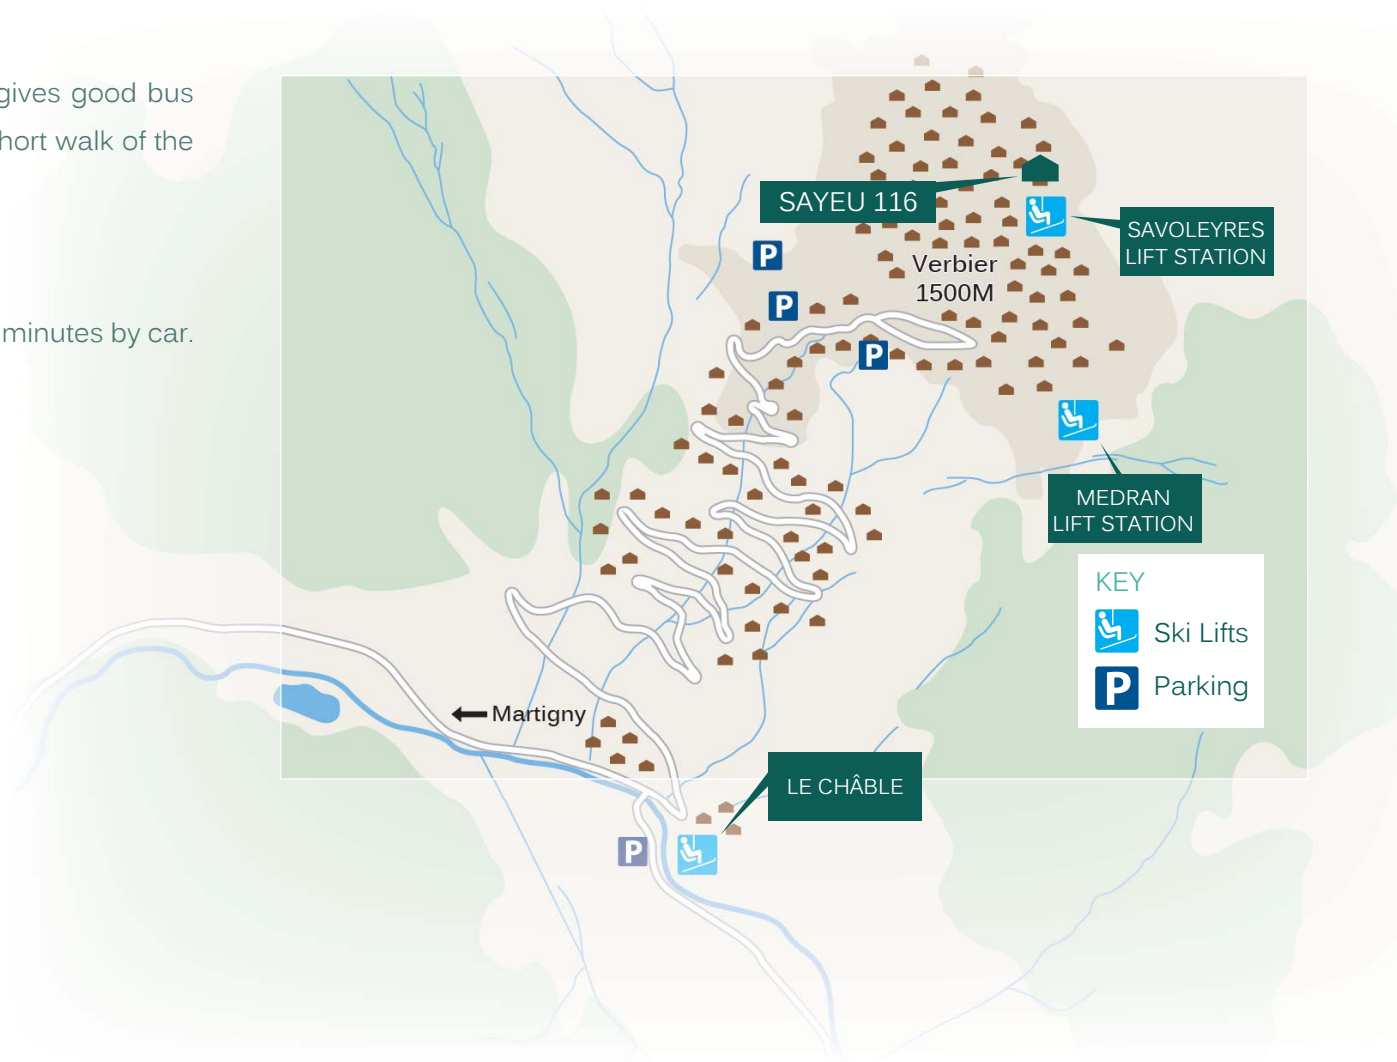 gives good bus
hort walk of the
minutes by car.
SAYEU 116
SAVOLEYRES
LIFT STATION
P
Verbier
1500M
P
P
MEDRAN
LIFT STATION
KEY
Ski Lifts
P Parking
Martigny
LE CHÂBLE
P